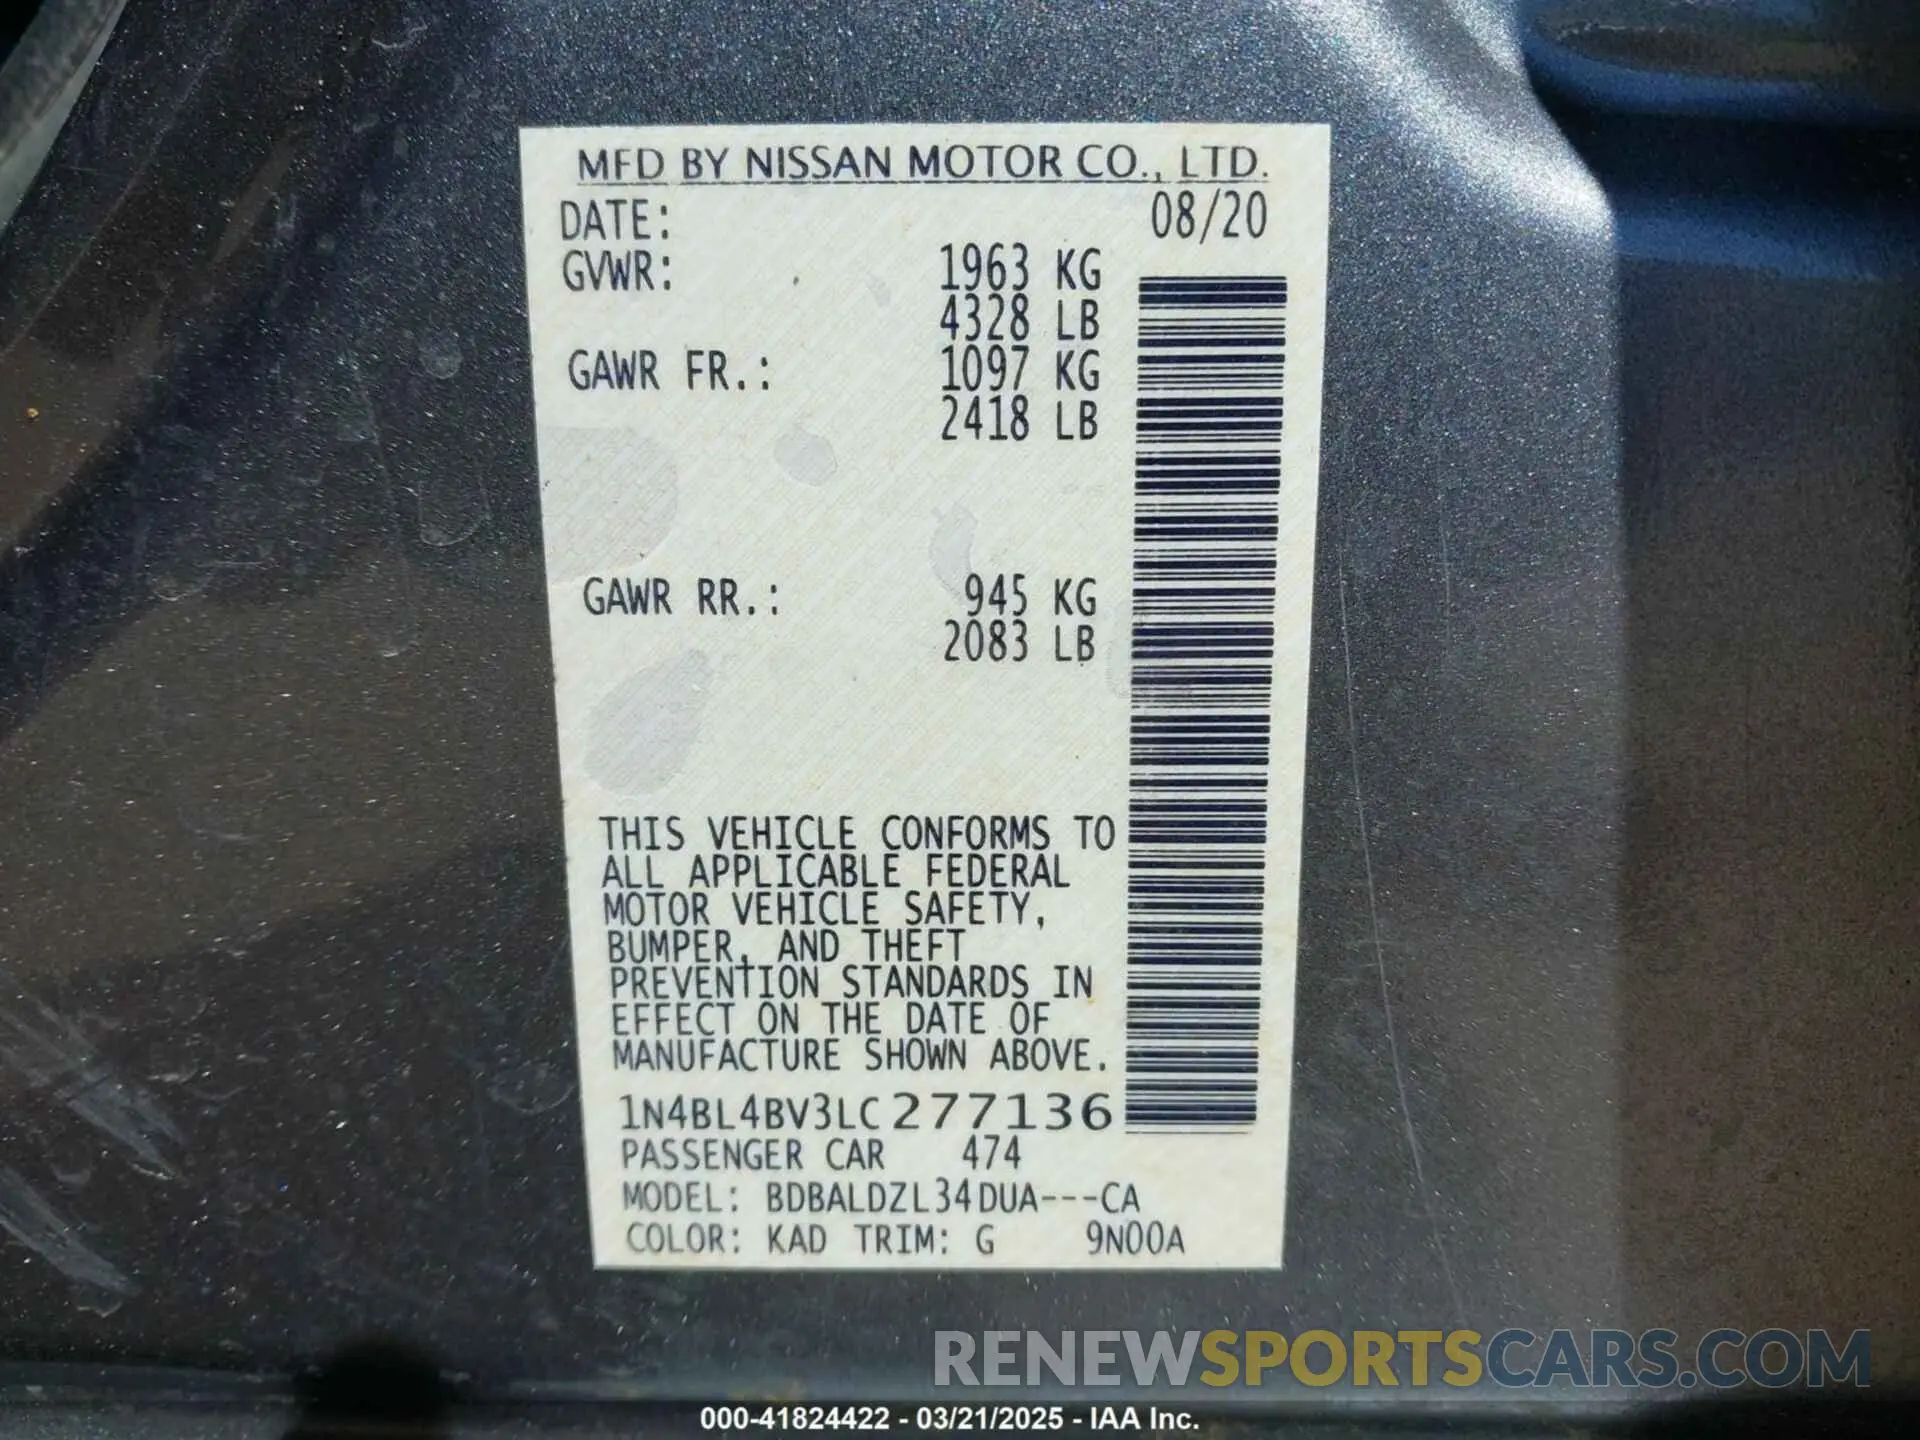 MFD BY NISSAN MOTOR CO., LTD.
DATE: 08/20
GVWR: 1963 KG
4328 LB
GAWR FR.: 1097 KG
2418 LB
GAWR RR.: 945 KG
2083 LB
THIS VEHICLE CONFORMS TO
ALL APPLICABLE FEDERAL
MOTOR VEHICLE SAFETY,
BUMPER, AND THEFT
PREVENTION STANDARDS IN
EFFECT ON THE DATE OF
MANUFACTURE SHOWN ABOVE.
1N4BL4BV3LC277136
PASSENGER CAR 474
MODEL: BDBALDZL34DUA---CA
COLOR: KAD TRIM: G 9N00A
RENEWSPORTSCARS.COM
000-41824422 - 03/21/2025 - IAA Inc.